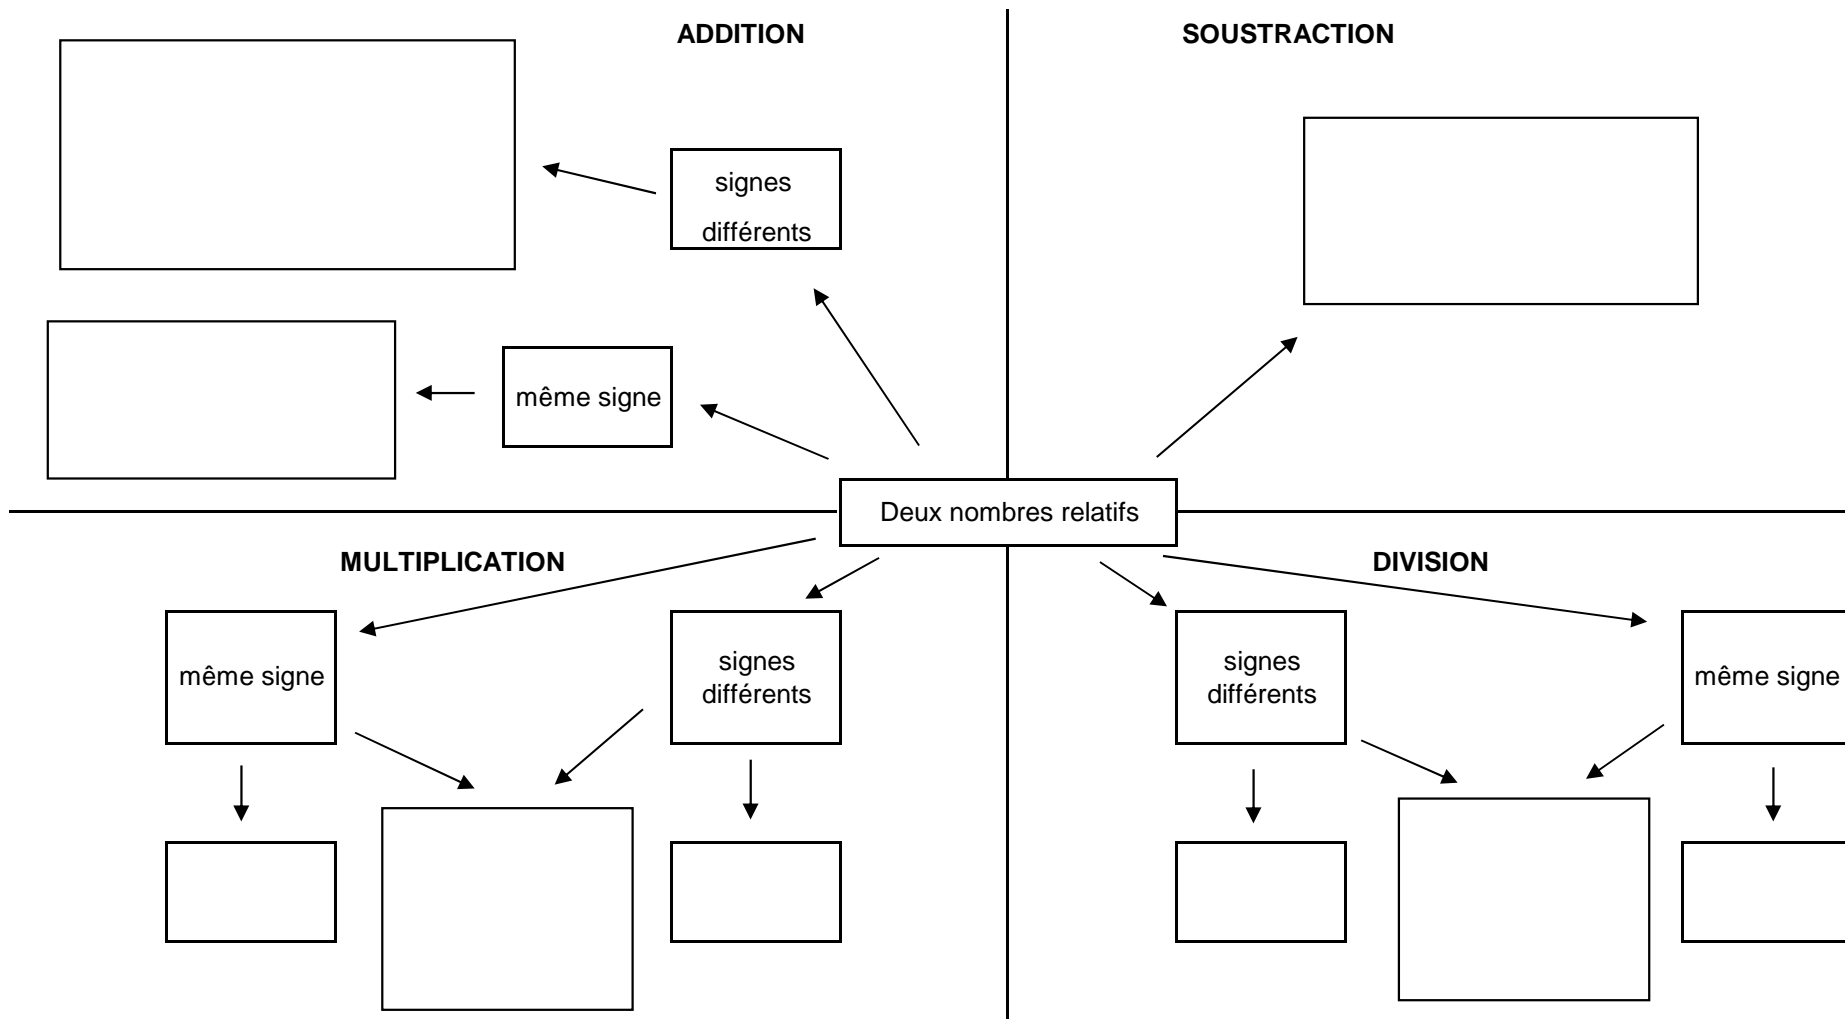 ADDITION
SOUSTRACTION
signes
différents
même signe
Deux nombres relatifs
MULTIPLICATION
DIVISION
même signe
signes
différents
signes
différents
même signe